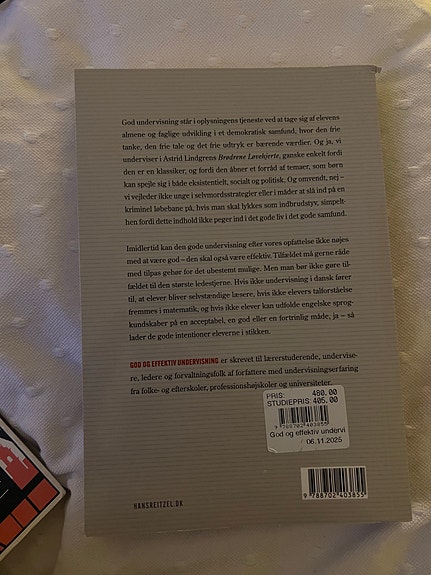 God undervisning står i oplysningens tjeneste ved at tage sig af elevens
almene og faglige udvikling i et demokratisk samfund, hvor den frie
tanke, den frie tale og det frie udtryk er bærende værdier. Og ja, vi
underviser i Astrid Lindgrens Brødrene Løvehjerte, ganske enkelt fordi
den er en klassiker, og fordi den åbner et forråd af temaer, som børn
kan spejle sig i både eksistentielt, socialt og politisk. Og omvendt, nej –
vi vejleder ikke unge i selvmordsstrategier eller i måder at slå ind på en
kriminel løbebane på, hvis man skal lykkes som indbrudstyv, simpelt-
hen fordi dette indhold ikke peger ind i det gode liv i det gode samfund.
Imidlertid kan den gode undervisning efter vores opfattelse ikke nøjes
med at være god – den skal også være effektiv. Tilfældet må gerne råde
med tilpas gehør for det ubestemt mulige. Men man bør ikke gøre til-
fældet til den største ledestjerne. Hvis ikke undervisning i dansk fører
til, at elever bliver selvstændige læsere, hvis ikke elevers talforståelse
fremmes i matematik, og hvis ikke elever kan udfolde engelske sprog-
kundskaber på en acceptabel, en god eller en fortrinlig måde, ja – så
lader de gode intentioner eleverne i stikken.
GOD OG EFFEKTIV UNDERVISNING er skrevet til lærerstuderende, undervise-
re, ledere og forvaltningsfolk af forfattere med undervisningserfaring
fra folke- og efterskoler, professionshøjskoler og universiteter.
PRIS: 480.00
STUDIEPRIS: 405.00
9 788702 403855
God og effektiv undervi
/ 06.11.2025
9 788702 403855
HANSREITZEL.DK